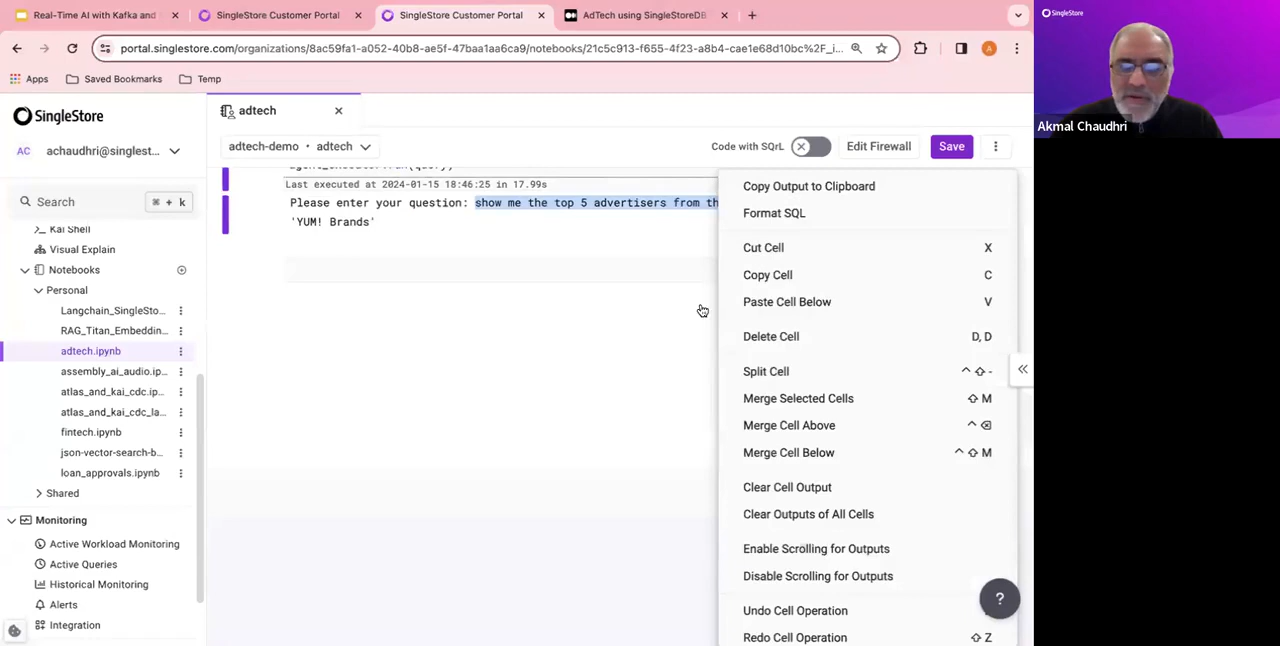 Real-Time AI with Kafka and
SingleStore Customer Portal
SingleStore Customer Portal
AdTech using SingleStoreDB
portal.singlestore.com/organizations/8ac59fa1-a052-40b8-ae5f-47baa1aa6ca9/notebooks/21c5c913-f655-4f23-a8b4-cae1e68d10bc%2F_i...
A
Apps
Saved Bookmarks
Temp
SingleStore
AC
achaudhri@singlest...
Search
⌘ + k
Kai Shell
Visual Explain
Notebooks
Personal
Langchain_SingleSto...
RAG_Titan_Embeddin...
adtech.ipynb
assembly_ai_audio.ip...
atlas_and_kai_cdc.ip...
atlas_and_kai_cdc_la...
fintech.ipynb
json-vector-search-b...
loan_approvals.ipynb
Shared
Monitoring
Active Workload Monitoring
Active Queries
Historical Monitoring
Alerts
Integration
adtech
adtech-demo • adtech
Code with SQrL
Edit Firewall
Save
agent_executor.run(query)
Last executed at 2024-01-15 18:46:25 in 17.99s
Please enter your question: show me the top 5 advertisers from th
'YUM! Brands'
Copy Output to Clipboard
Format SQL
Cut Cell X
Copy Cell C
Paste Cell Below V
Delete Cell D, D
Split Cell ^ ⇧ -
Merge Selected Cells ⇧ M
Merge Cell Above ^ ⌫
Merge Cell Below ^ ⇧ M
Clear Cell Output
Clear Outputs of All Cells
Enable Scrolling for Outputs
Disable Scrolling for Outputs
Undo Cell Operation
Redo Cell Operation ⇧ Z
?
SingleStore
Akmal Chaudhri